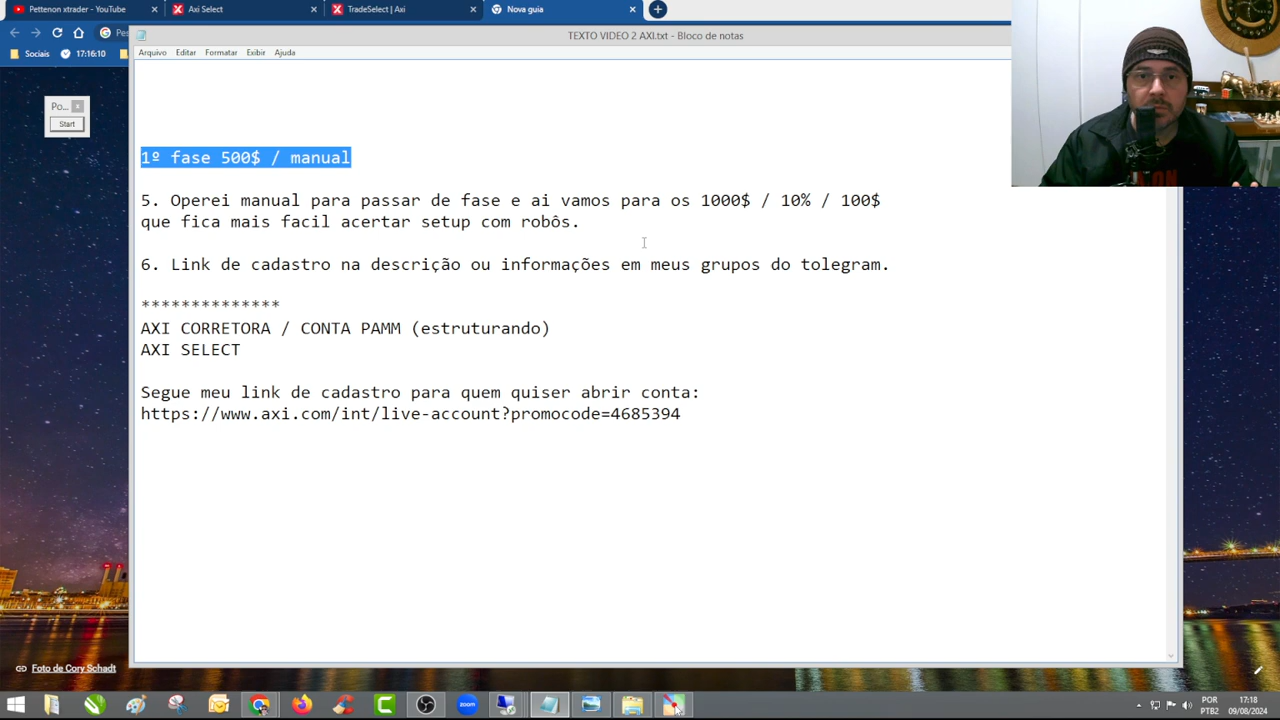 Pettenon xtrader - YouTube
Axi Select
TradeSelect | Axi
Nova guia
Sociais
17:16:10
TEXTO VIDEO 2 AXI.txt - Bloco de notas
Arquivo Editar Formatar Exibir Ajuda
Po...
Start
1º fase 500$ / manual
5. Operei manual para passar de fase e ai vamos para os 1000$ / 10% / 100$
que fica mais facil acertar setup com robôs.
6. Link de cadastro na descrição ou informações em meus grupos do tolegram.
**************
AXI CORRETORA / CONTA PAMM (estruturando)
AXI SELECT
Segue meu link de cadastro para quem quiser abrir conta:
https://www.axi.com/int/live-account?promocode=4685394
Foto de Cory Schadt
zoom
POR
PTB2
17:18
09/08/2024